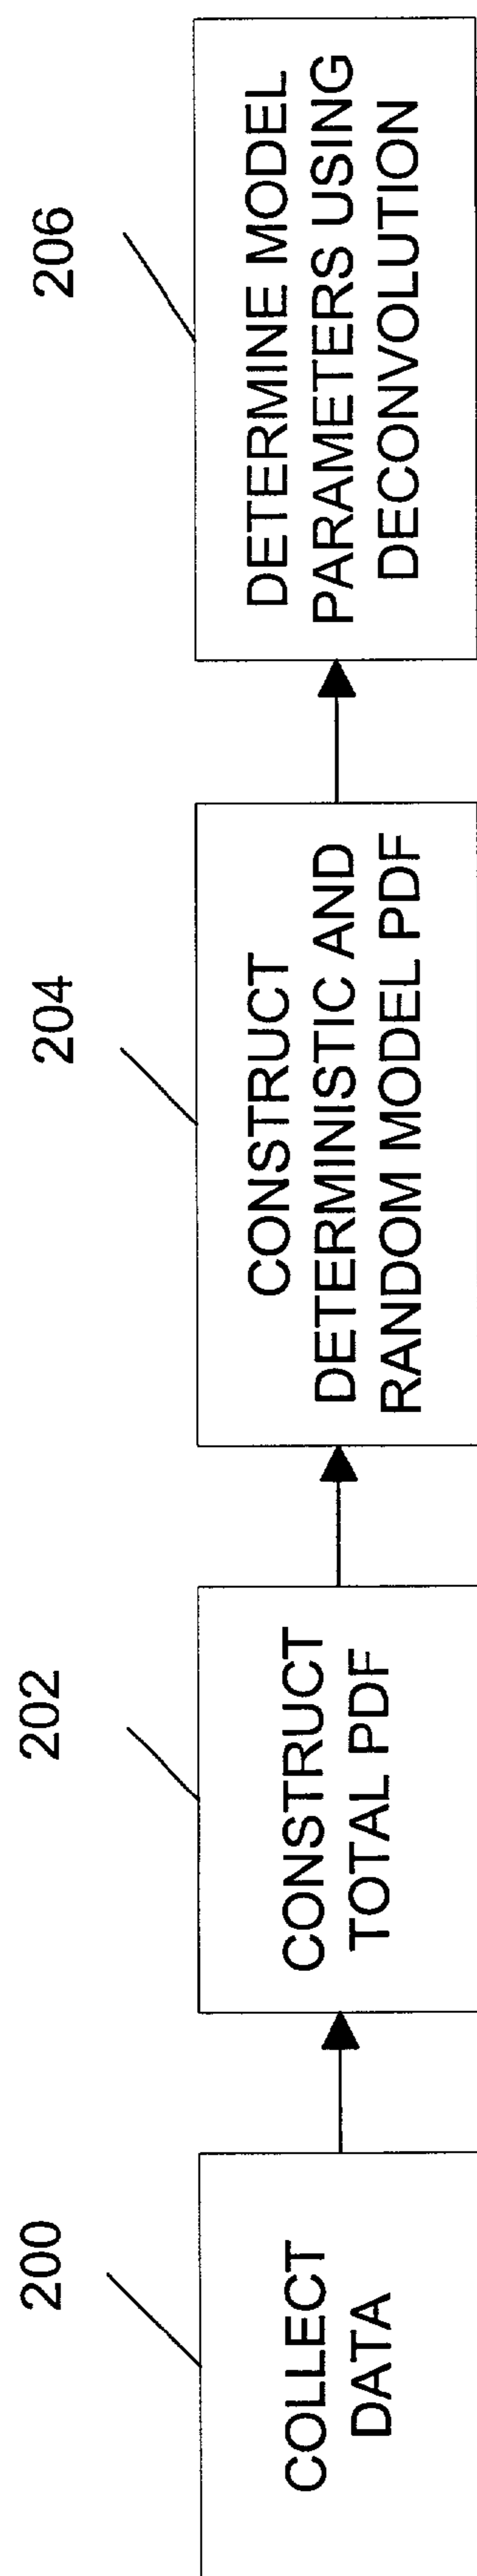 200
COLLECT
DATA
202
CONSTRUCT
TOTAL PDF
204
CONSTRUCT
DETERMINISTIC AND
RANDOM MODEL PDF
206
DETERMINE MODEL
PARAMETERS USING
DECONVOLUTION